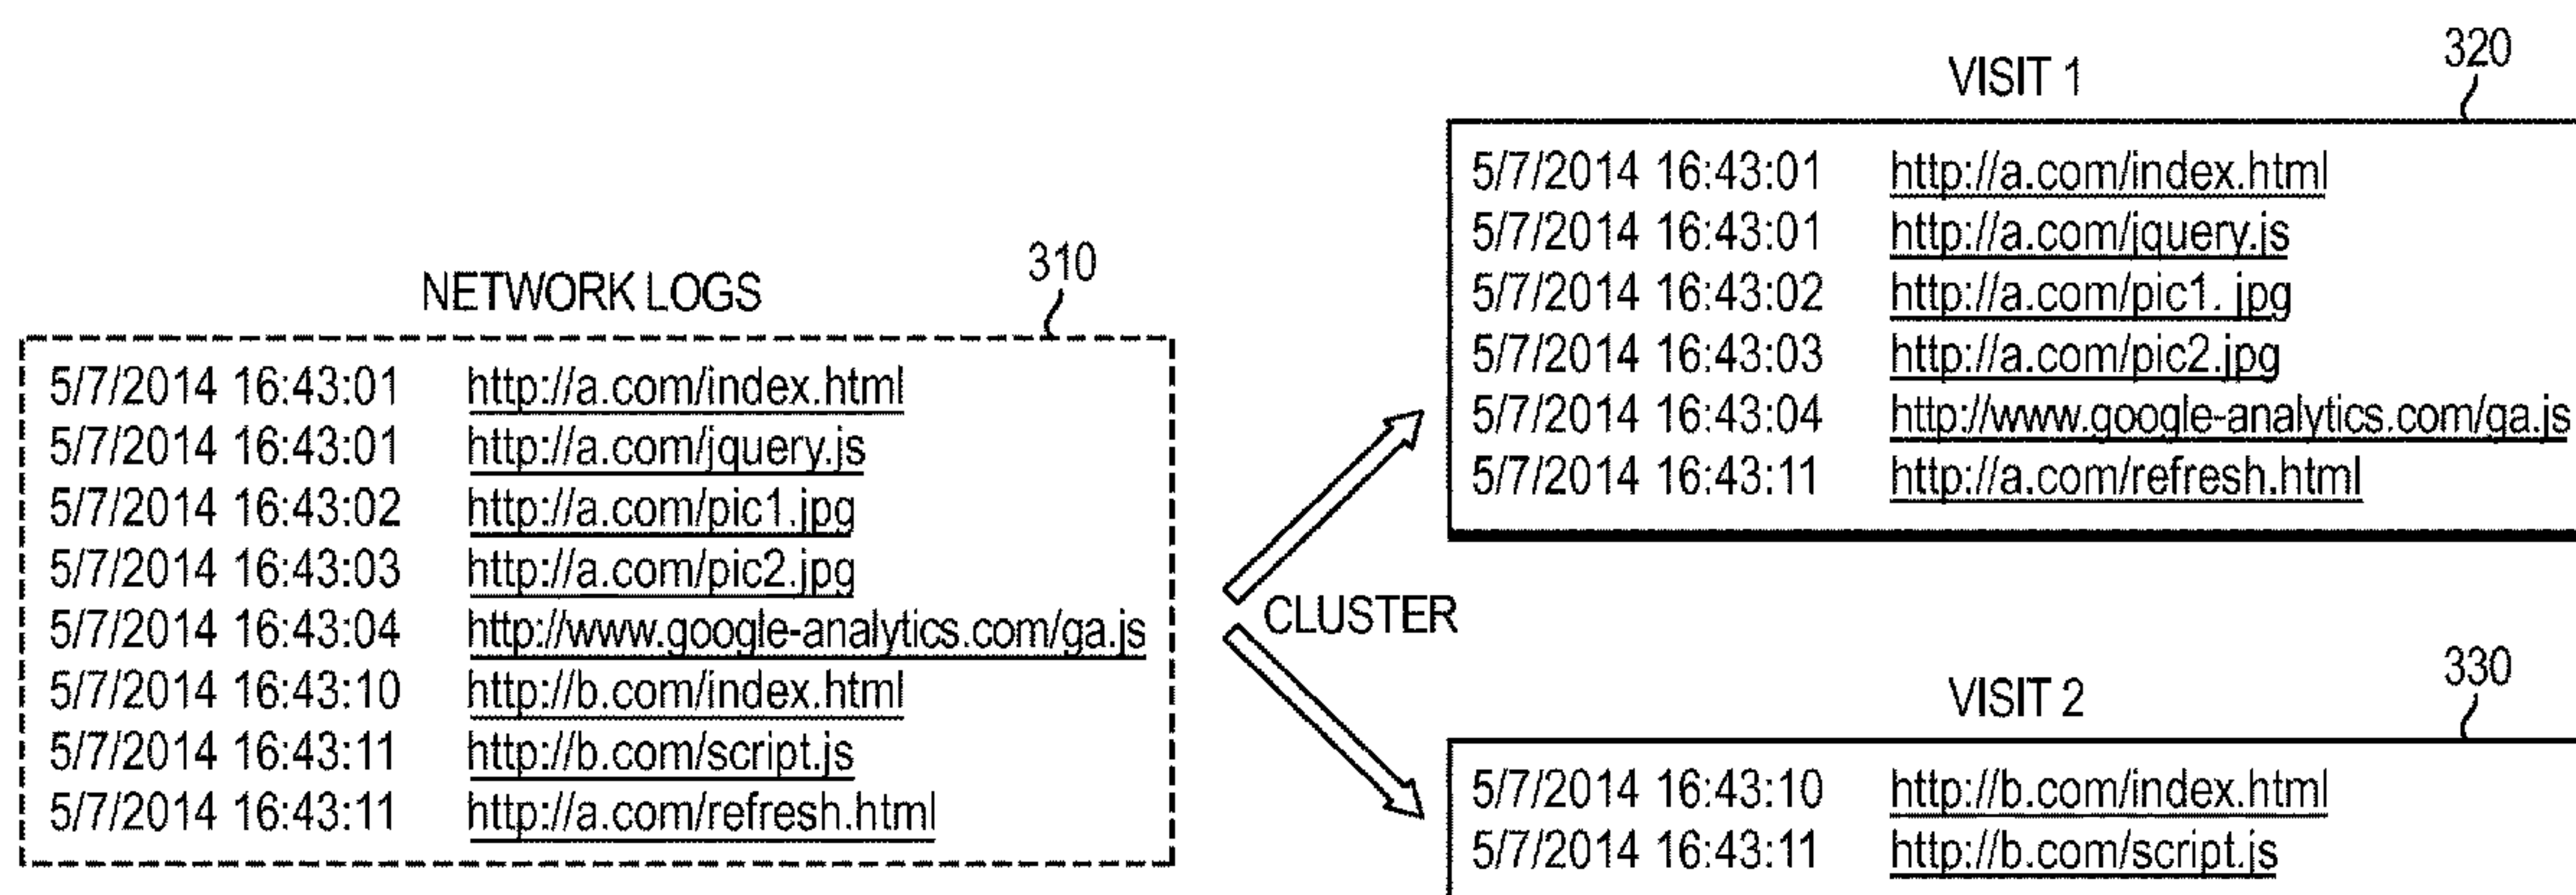 NETWORK LOGS
310
5/7/2014 16:43:01 http://a.com/index.html
5/7/2014 16:43:01 http://a.com/jquery.js
5/7/2014 16:43:02 http://a.com/pic1.jpg
5/7/2014 16:43:03 http://a.com/pic2.jpg
5/7/2014 16:43:04 http://www.google-analytics.com/ga.js
5/7/2014 16:43:10 http://b.com/index.html
5/7/2014 16:43:11 http://b.com/script.js
5/7/2014 16:43:11 http://a.com/refresh.html
CLUSTER
VISIT 1
320
5/7/2014 16:43:01 http://a.com/index.html
5/7/2014 16:43:01 http://a.com/jquery.js
5/7/2014 16:43:02 http://a.com/pic1. jpg
5/7/2014 16:43:03 http://a.com/pic2.jpg
5/7/2014 16:43:04 http://www.google-analytics.com/ga.js
5/7/2014 16:43:11 http://a.com/refresh.html
VISIT 2
330
5/7/2014 16:43:10 http://b.com/index.html
5/7/2014 16:43:11 http://b.com/script.js